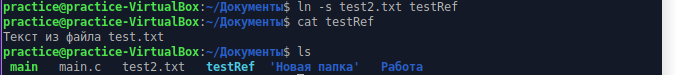 practice@practice-VirtualBox:~/Документы$ ln -s test2.txt testRef
practice@practice-VirtualBox:~/Документы$ cat testRef
Текст из файла test.txt
practice@practice-VirtualBox:~/Документы$ ls
main   main.c   test2.txt   testRef  'Новая папка'   Работа